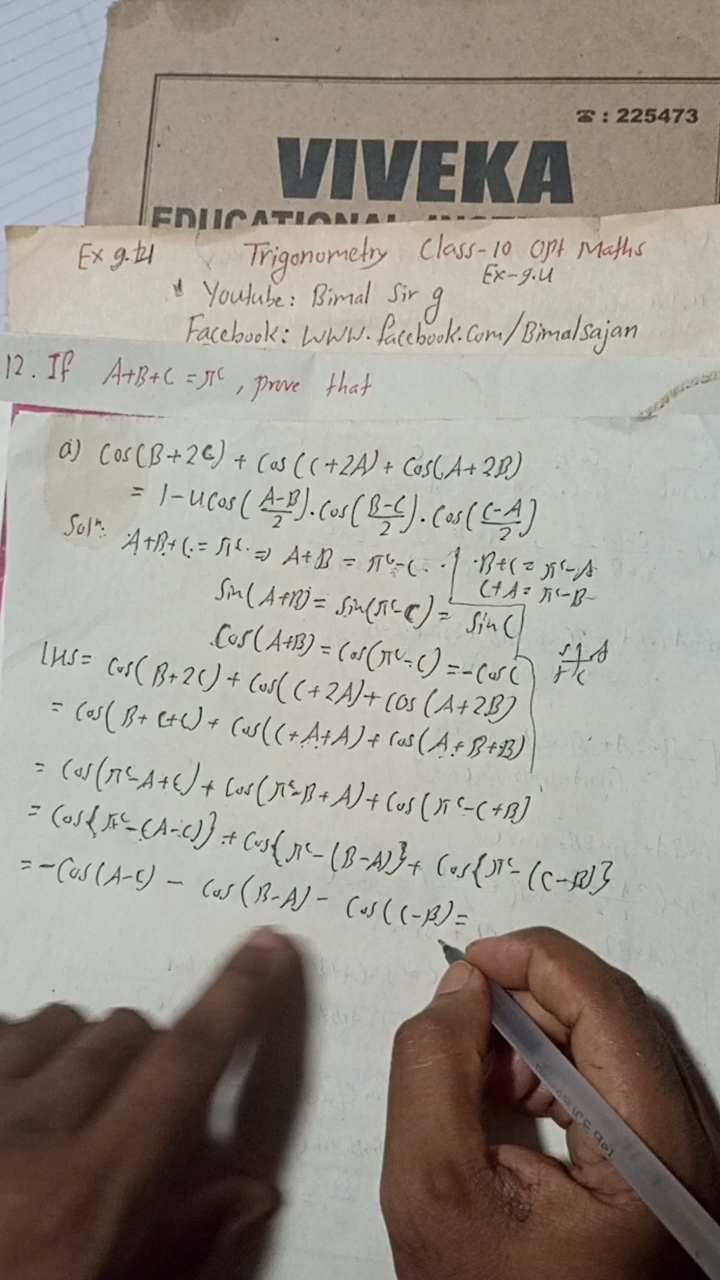 ☎: 225473
VIVEKA
EDUCATIONAL
Ex 9.4 Trigonometry Class-10 Opt Maths
Ex-9.4
Youtube: Bimal Sir g
Facebook: WWW.facebook.Com/Bimalsajan
12. If A+B+C = π^c, prove that
a) Cos(B+2C) + Cos(C+2A) + Cos(A+2B)
= 1-4Cos((A-B)/2).Cos((B-C)/2).Cos((C-A)/2)
Solⁿ: A+B+C = π^c ⇒ A+B = π^c-C
B+C = π^c-A
C+A = π^c-B
Sin(A+B) = Sin(π^c-C) = Sin C
Cos(A+B) = Cos(π^c-C) = -Cos C
S A
T C
LHS = Cos(B+2C) + Cos(C+2A) + Cos(A+2B)
= Cos(B+C+C) + Cos(C+A+A) + Cos(A+B+B)
= Cos(π^c-A+C) + Cos(π^c-B+A) + Cos(π^c-C+B)
= Cos{π^c-(A-C)} + Cos{π^c-(B-A)} + Cos{π^c-(C-B)}
= -Cos(A-C) - Cos(B-A) - Cos(C-B) =